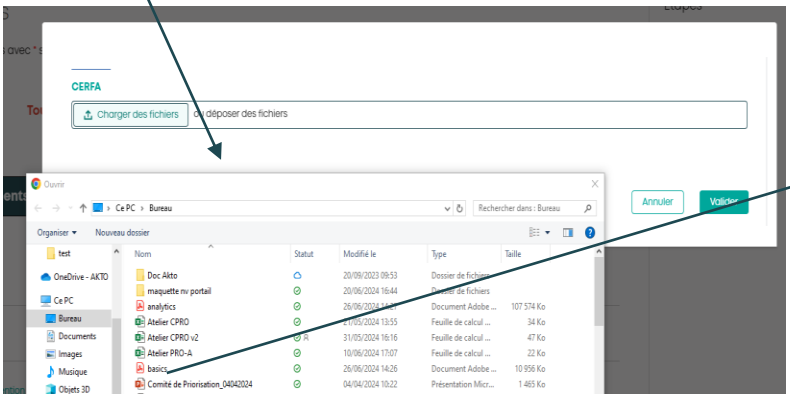 Etapes
s avec * s
CERFA
Tou
Charger des fichiers ou déposer des fichiers
ents
Annuler Valider
Ouvrir
Ce PC > Bureau
Rechercher dans : Bureau
Organiser Nouveau dossier
Nom Statut Modifié le Type Taille
test
OneDrive - AKTO
Ce PC
Bureau
Documents
Images
Musique
Objets 3D
Doc Akto 20/09/2023 09:53 Dossier de fichiers
maquette nv portail 20/06/2024 16:44 Dossier de fichiers
analytics 26/06/2024 14:27 Document Adobe ... 107 574 Ko
Atelier CPRO 21/05/2024 13:55 Feuille de calcul ... 34 Ko
Atelier CPRO v2 31/05/2024 16:16 Feuille de calcul ... 47 Ko
Atelier PRO-A 10/06/2024 17:07 Feuille de calcul ... 22 Ko
basics 26/06/2024 14:26 Document Adobe ... 10 956 Ko
Comité de Priorisation_04042024 04/04/2024 10:22 Présentation Micr... 1 465 Ko